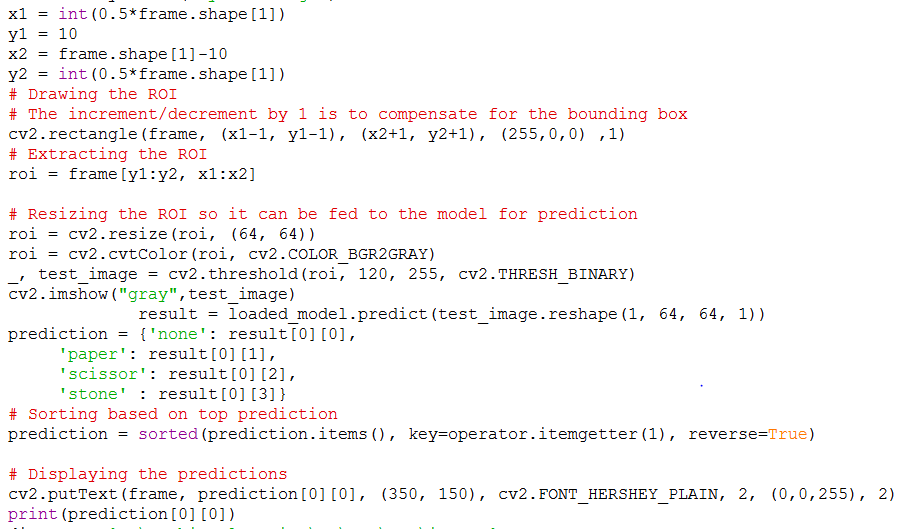 x1 = int(0.5*frame.shape[1])
y1 = 10
x2 = frame.shape[1]-10
y2 = int(0.5*frame.shape[1])
# Drawing the ROI
# The increment/decrement by 1 is to compensate for the bounding box
cv2.rectangle(frame, (x1-1, y1-1), (x2+1, y2+1), (255,0,0) ,1)
# Extracting the ROI
roi = frame[y1:y2, x1:x2]

# Resizing the ROI so it can be fed to the model for prediction
roi = cv2.resize(roi, (64, 64))
roi = cv2.cvtColor(roi, cv2.COLOR_BGR2GRAY)
_, test_image = cv2.threshold(roi, 120, 255, cv2.THRESH_BINARY)
cv2.imshow("gray",test_image)
             result = loaded_model.predict(test_image.reshape(1, 64, 64, 1))
prediction = {'none': result[0][0],
     'paper': result[0][1],
     'scissor': result[0][2],
     'stone' : result[0][3]}
# Sorting based on top prediction
prediction = sorted(prediction.items(), key=operator.itemgetter(1), reverse=True)

# Displaying the predictions
cv2.putText(frame, prediction[0][0], (350, 150), cv2.FONT_HERSHEY_PLAIN, 2, (0,0,255), 2)
print(prediction[0][0])